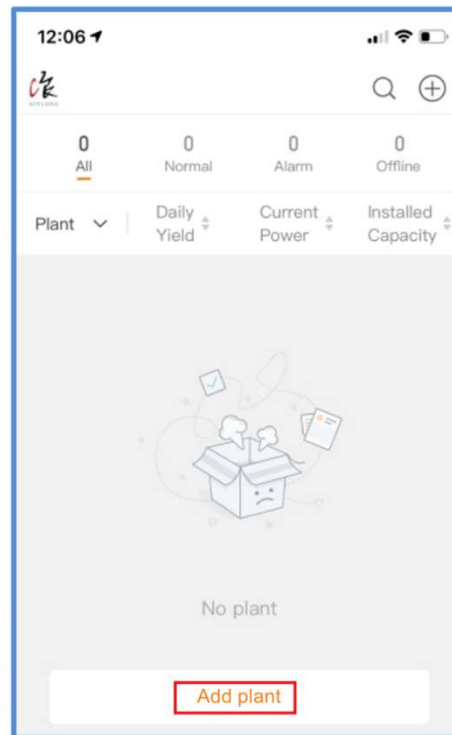 12:06
0 0 0 0
All Normal Alarm Offline
Plant Daily Yield Current Power Installed Capacity
No plant
Add plant